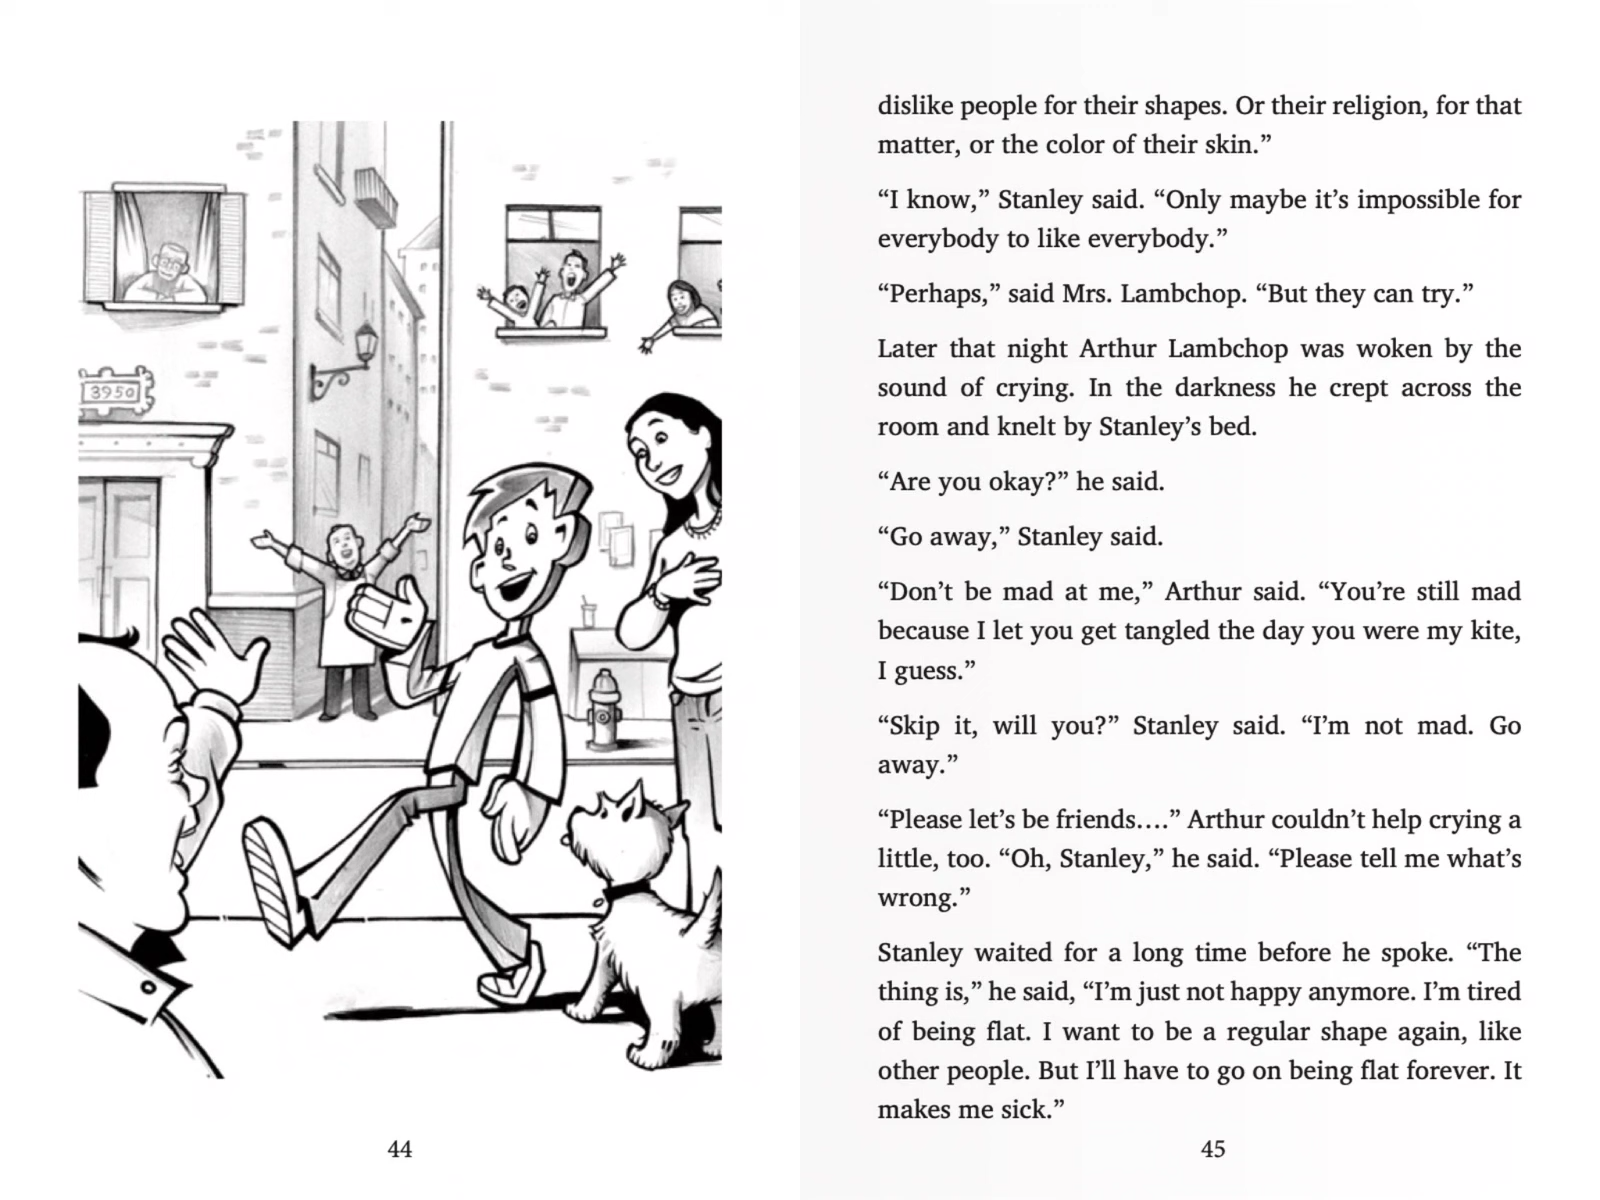 3950
44
dislike people for their shapes. Or their religion, for that
matter, or the color of their skin.”
“I know,” Stanley said. “Only maybe it’s impossible for
everybody to like everybody.”
“Perhaps,” said Mrs. Lambchop. “But they can try.”
Later that night Arthur Lambchop was woken by the
sound of crying. In the darkness he crept across the
room and knelt by Stanley’s bed.
“Are you okay?” he said.
“Go away,” Stanley said.
“Don’t be mad at me,” Arthur said. “You’re still mad
because I let you get tangled the day you were my kite,
I guess.”
“Skip it, will you?” Stanley said. “I’m not mad. Go
away.”
“Please let’s be friends....” Arthur couldn’t help crying a
little, too. “Oh, Stanley,” he said. “Please tell me what’s
wrong.”
Stanley waited for a long time before he spoke. “The
thing is,” he said, “I’m just not happy anymore. I’m tired
of being flat. I want to be a regular shape again, like
other people. But I’ll have to go on being flat forever. It
makes me sick.”
45